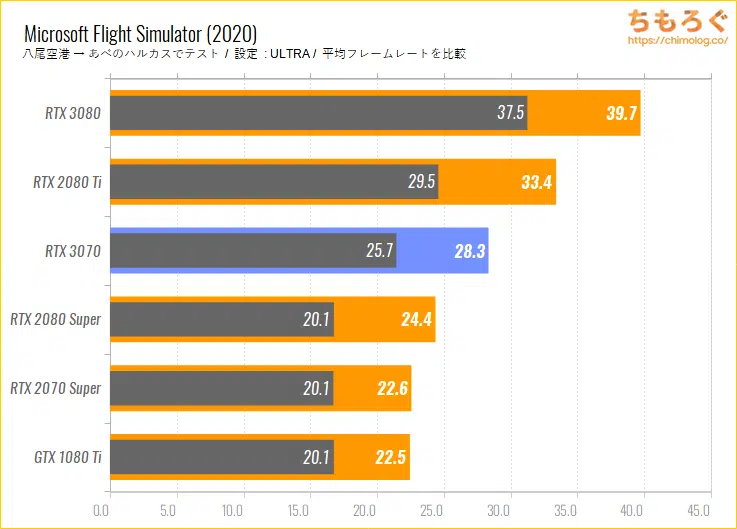 Microsoft Flight Simulator (2020)
八尾空港 → あべのハルカスでテスト / 設定 : ULTRA / 平均フレームレートを比較
ちもろぐ
https://chimolog.co/
RTX 3080 37.5 39.7
RTX 2080 Ti 29.5 33.4
RTX 3070 25.7 28.3
RTX 2080 Super 20.1 24.4
RTX 2070 Super 20.1 22.6
GTX 1080 Ti 20.1 22.5
0.0 5.0 10.0 15.0 20.0 25.0 30.0 35.0 40.0 45.0